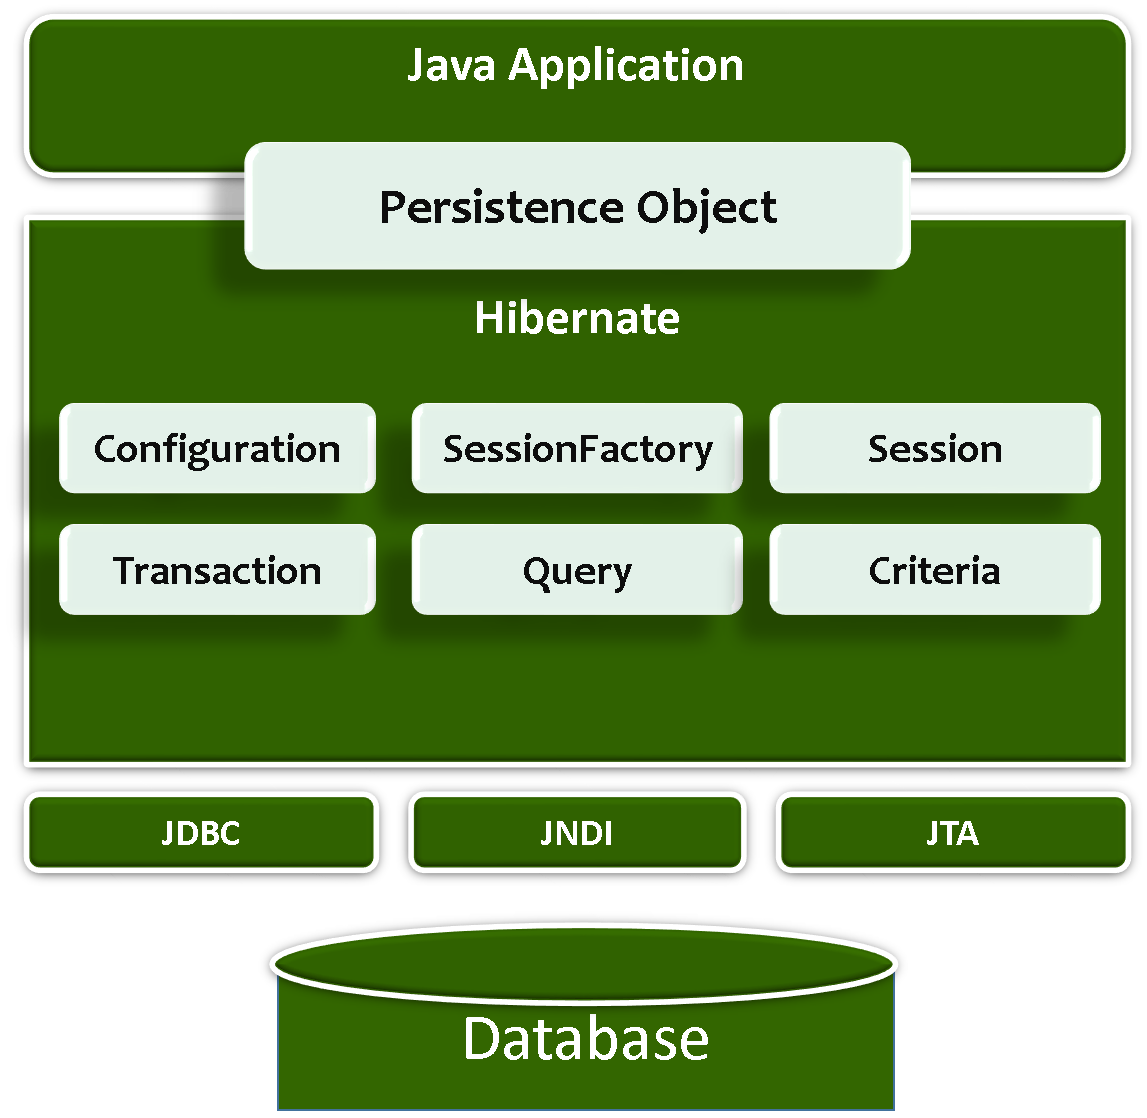 Java Application
Persistence Object
Hibernate
Configuration
SessionFactory
Session
Transaction
Query
Criteria
JDBC
JNDI
JTA
Database